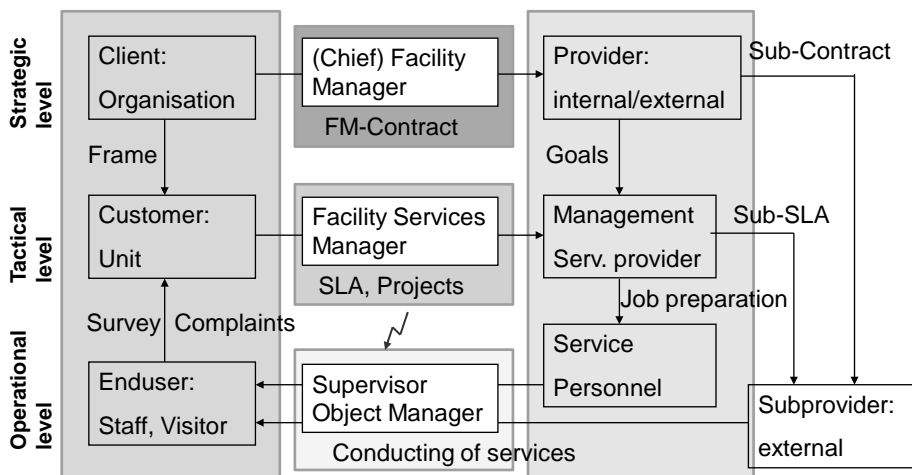 Strategic
level
Client:
Organisation
(Chief) Facility
Manager
FM-Contract
Provider:
internal/external
Sub-Contract
Frame
Goals
Tactical
level
Customer:
Unit
Facility Services
Manager
SLA, Projects
Management
Serv. provider
Sub-SLA
Survey
Complaints
Job preparation
Operational
level
Enduser:
Staff, Visitor
Supervisor
Object Manager
Conducting of services
Service
Personnel
Subprovider:
external